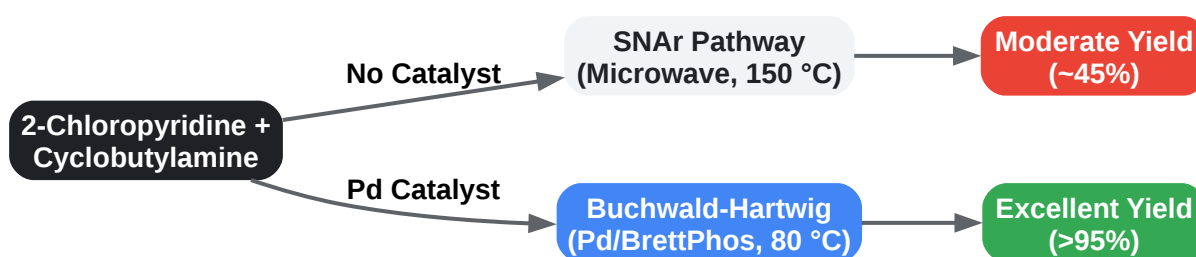 2-Chloropyridine +
Cyclobutylamine
No Catalyst
SNAr Pathway
(Microwave, 150 °C)
Moderate Yield
(~45%)
Pd Catalyst
Buchwald-Hartwig
(Pd/BrettPhos, 80 °C)
Excellent Yield
(>95%)